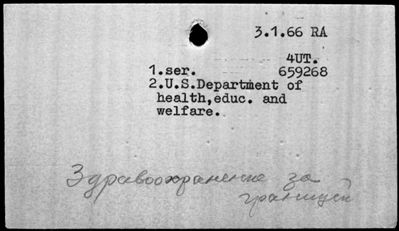 3.1.66 RA
4UT.
1.ser. 659268
2.U.S.Department of
health,educ. and
welfare.
Здравоохранение за
границей